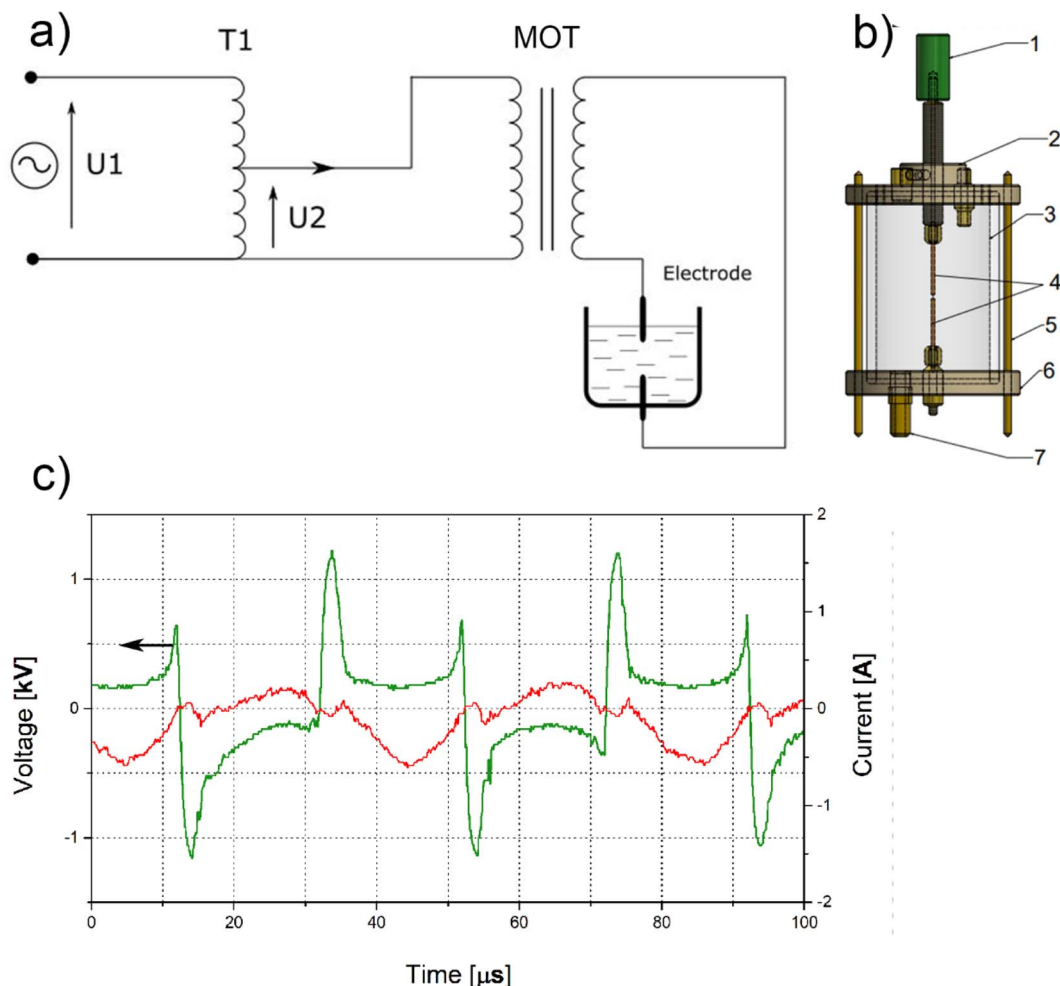 a)
T1
MOT
U1
U2
Electrode
b)
1
2
3
4
5
6
7
c)
Voltage [kV]
1
0
-1
2
1
0
-1
-2
Current [A]
0 20 40 60 80 100
Time [μs]